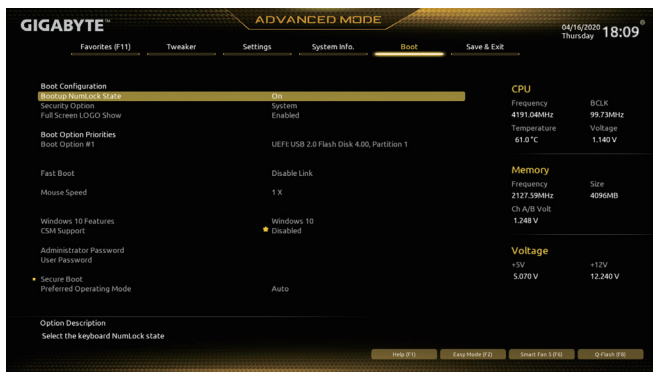 GIGABYTE™
ADVANCED MODE
04/16/2020
Thursday
18:09
Favorites (F11) Tweaker Settings System Info. Boot Save & Exit
Boot Configuration
Bootup NumLock State On
Security Option System
Full Screen LOGO Show Enabled
Boot Option Priorities
Boot Option #1 UEFI: USB 2.0 Flash Disk 4.00, Partition 1
Fast Boot Disable Link
Mouse Speed 1 X
Windows 10 Features Windows 10
CSM Support Disabled
Administrator Password
User Password
Secure Boot
Preferred Operating Mode Auto
CPU
Frequency BCLK
4191.04MHz 99.73MHz
Temperature Voltage
61.0 °C 1.140 V
Memory
Frequency Size
2127.59MHz 4096MB
Ch A/B Volt
1.248 V
Voltage
+5V +12V
5.070 V 12.240 V
Option Description
Select the keyboard NumLock state
Help (F1) Easy Mode (F2) Smart Fan 5 (F6) Q-Flash (F8)